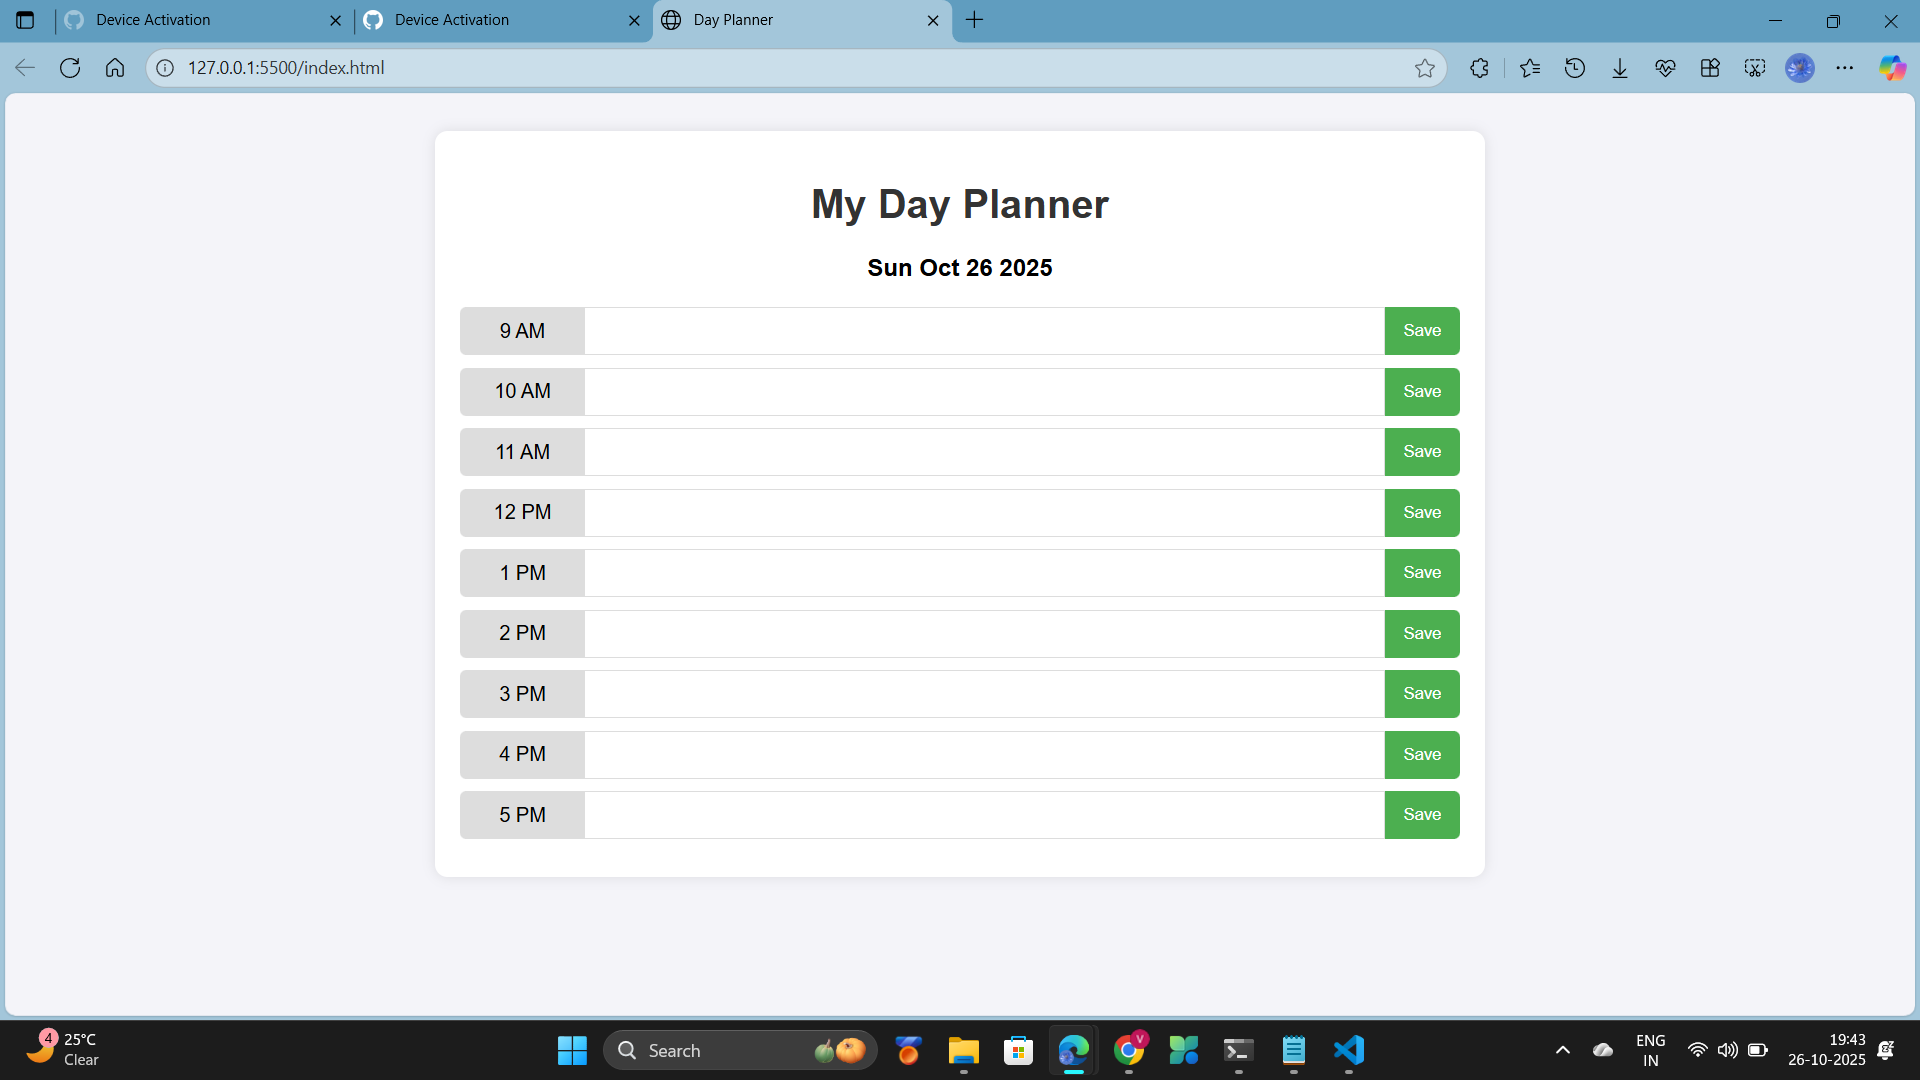 Device Activation
Device Activation
Day Planner
127.0.0.1:5500/index.html
My Day Planner
Sun Oct 26 2025
9 AM Save
10 AM Save
11 AM Save
12 PM Save
1 PM Save
2 PM Save
3 PM Save
4 PM Save
5 PM Save
4
25°C
Clear
Search
V
ENG
IN
19:43
26-10-2025